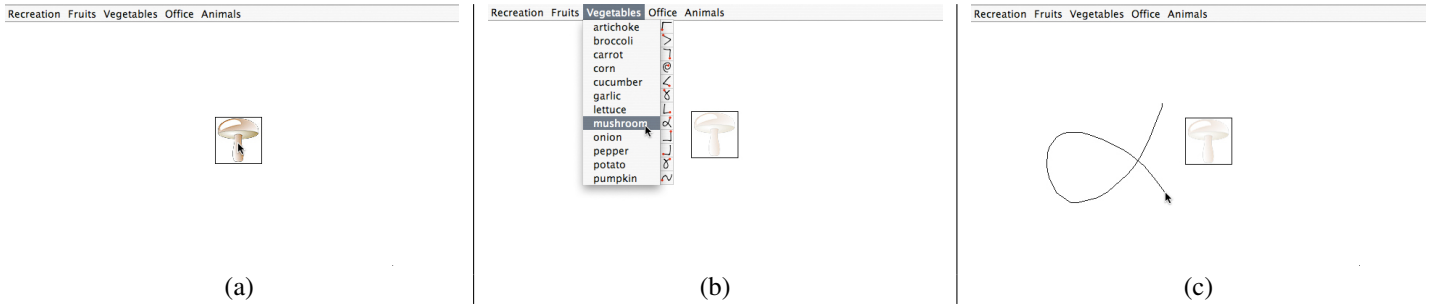 Recreation Fruits Vegetables Office Animals
(a)
Recreation Fruits Vegetables Office Animals
artichoke
broccoli
carrot
corn
cucumber
garlic
lettuce
mushroom
onion
pepper
potato
pumpkin
(b)
Recreation Fruits Vegetables Office Animals
(c)